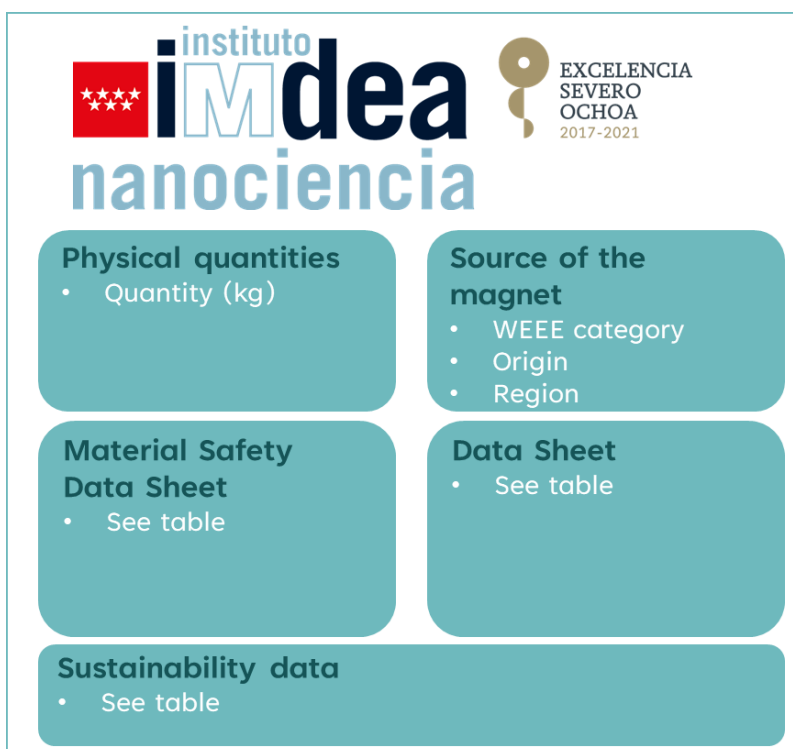 instituto
iMdea
nanociencia
EXCELENCIA
SEVERO
OCHOA
2017-2021
Physical quantities
• Quantity (kg)
Source of the
magnet
• WEEE category
• Origin
• Region
Material Safety
Data Sheet
• See table
Data Sheet
• See table
Sustainability data
• See table